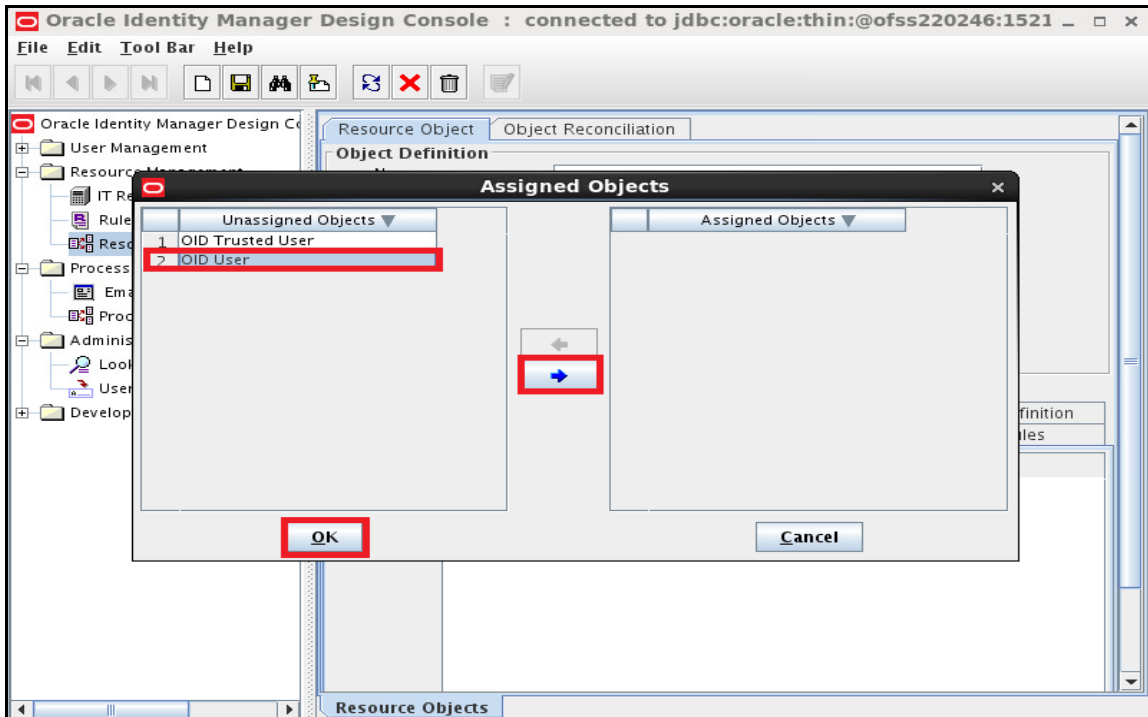 Oracle Identity Manager Design Console : connected to jdbc:oracle:thin:@ofss220246:1521
File Edit Tool Bar Help
Oracle Identity Manager Design Co
User Management
Resource Management
IT Re
Rule
Reso
Process
Ema
Proc
Adminis
Look
User
Develop
Resource Object Object Reconciliation
Object Definition
Assigned Objects
Unassigned Objects
1 OID Trusted User
2 OID User
Assigned Objects
OK
Cancel
finition
iles
Resource Objects